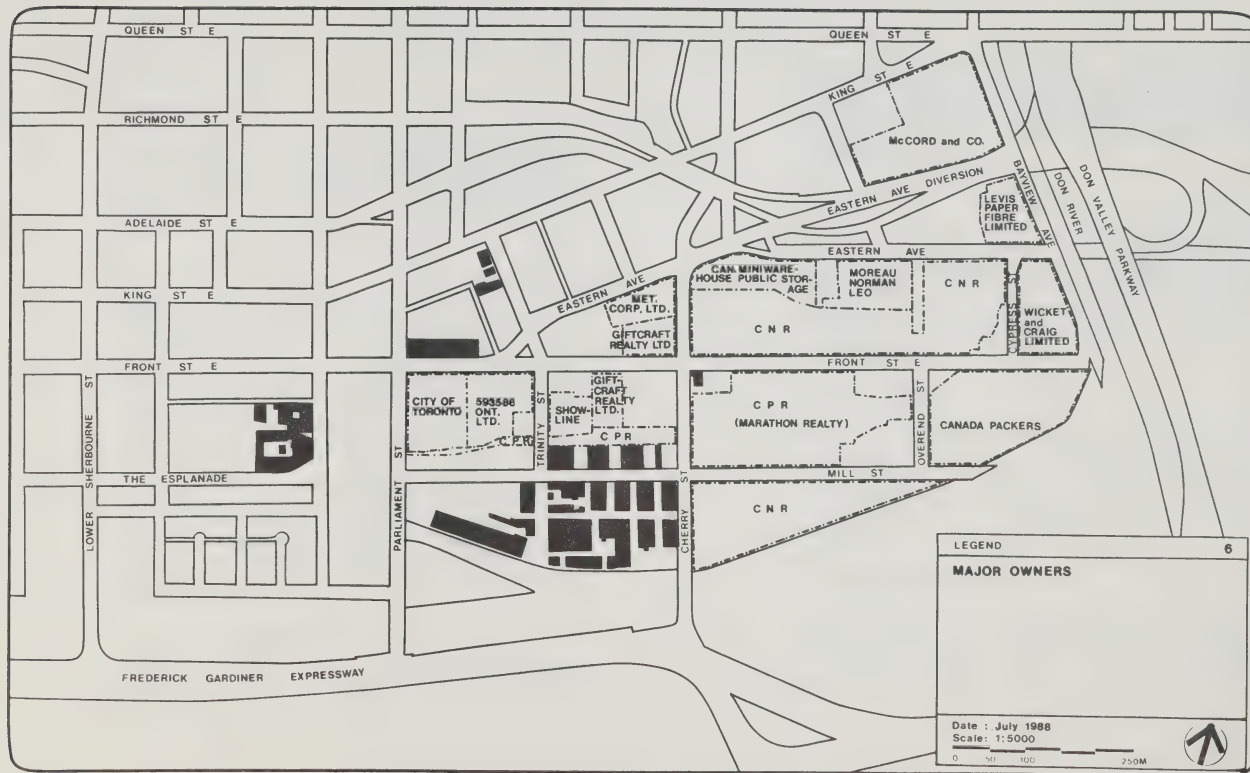 QUEEN ST E
QUEEN ST E
KING ST E
RICHMOND ST E
McCORD and CO.
BAYVIEW AVE
DON RIVER
DON VALLEY PARKWAY
EASTERN AVE DIVERSION
LEVIS
PAPER
FIBRE
LIMITED
ADELAIDE ST E
EASTERN AVE
CAN. MINIWARE-
HOUSE PUBLIC STOR-
AGE
MOREAU
NORMAN
LEO
C N R
EASTERN AVE
KING ST E
MET.
CORP. LTD.
GIFTCRAFT
REALTY LTD
C N R
CYPRESS ST
WICKET
and
CRAIG
LIMITED
FRONT ST E
FRONT ST E
LOWER SHERBOURNE ST
PARLIAMENT ST
CITY OF
TORONTO
593586
ONT.
LTD.
C P R
TRINITY ST
SHOW-
LINE
GIFT-
CRAFT
REALTY
LTD.
C P R
CHERRY ST
C P R
(MARATHON REALTY)
OVEREND ST
CANADA PACKERS
THE ESPLANADE
MILL ST
C N R
FREDERICK GARDINER EXPRESSWAY
LEGEND 6
MAJOR OWNERS
Date : July 1988
Scale: 1:5000
0 50 100 250M